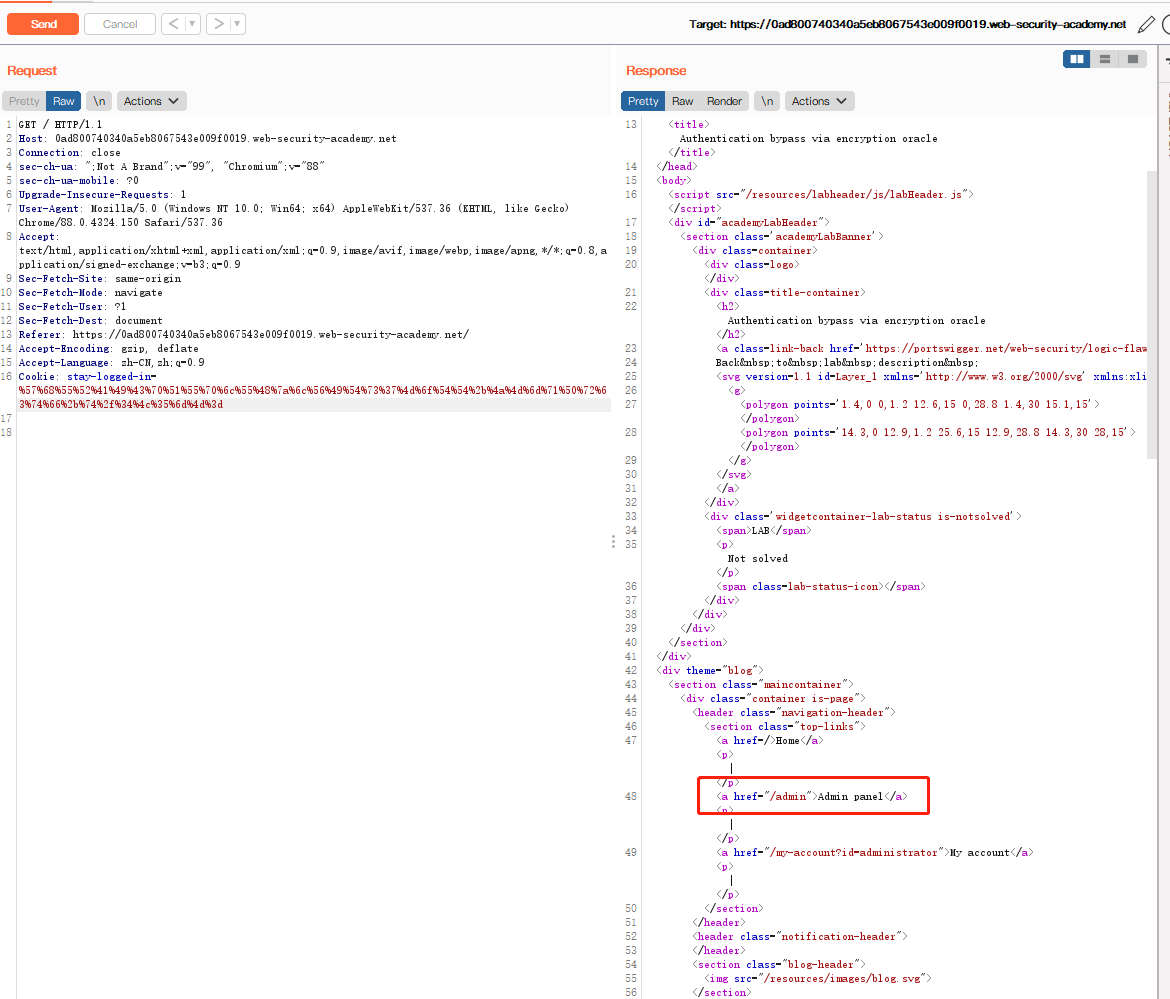 Send
Cancel
<
>
Target: https://0ad800740340a5eb8067543e009f0019.web-security-academy.net
Request
Pretty
Raw
\n
Actions
1 GET / HTTP/1.1
2 Host: 0ad800740340a5eb8067543e009f0019.web-security-academy.net
3 Connection: close
4 sec-ch-ua: ";Not A Brand";v="99", "Chromium";v="88"
5 sec-ch-ua-mobile: ?0
6 Upgrade-Insecure-Requests: 1
7 User-Agent: Mozilla/5.0 (Windows NT 10.0; Win64; x64) AppleWebKit/537.36 (KHTML, like Gecko)
Chrome/88.0.4324.150 Safari/537.36
8 Accept:
text/html,application/xhtml+xml,application/xml;q=0.9,image/avif,image/webp,image/apng,*/*;q=0.8,a
pplication/signed-exchange;v=b3;q=0.9
9 Sec-Fetch-Site: same-origin
10 Sec-Fetch-Mode: navigate
11 Sec-Fetch-User: ?1
12 Sec-Fetch-Dest: document
13 Referer: https://0ad800740340a5eb8067543e009f0019.web-security-academy.net/
14 Accept-Encoding: gzip, deflate
15 Accept-Language: zh-CN,zh;q=0.9
16 Cookie: stay-logged-in=
%57%68%55%52%41%49%43%70%51%55%70%6c%55%48%7a%6c%56%49%54%73%37%4d%6f%54%54%2b%4a%4d%6d%71%50%72%6
3%74%66%2b%74%2f%34%4c%35%6d%4d%3d
17
18
Response
Pretty
Raw
Render
\n
Actions
13 <title>
Authentication bypass via encryption oracle
</title>
14 </head>
15 <body>
16 <script src="/resources/labheader/js/labHeader.js">
</script>
17 <div id="academyLabHeader">
18 <section class='academyLabBanner'>
19 <div class=container>
20 <div class=logo>
</div>
21 <div class=title-container>
22 <h2>
Authentication bypass via encryption oracle
</h2>
23 <a class=link-back href='https://portswigger.net/web-security/logic-flaw
24 Back&nbsp;to&nbsp;lab&nbsp;description&nbsp;
25 <svg version=1.1 id=Layer_1 xmlns='http://www.w3.org/2000/svg' xmlns:xli
26 <g>
27 <polygon points='1.4,0 0,1.2 12.6,15 0,28.8 1.4,30 15.1,15'>
</polygon>
28 <polygon points='14.3,0 12.9,1.2 25.6,15 12.9,28.8 14.3,30 28,15'>
</polygon>
29 </g>
30 </svg>
31 </a>
32 </div>
33 <div class='widgetcontainer-lab-status is-notsolved'>
34 <span>LAB</span>
35 <p>
Not solved
</p>
36 <span class=lab-status-icon></span>
37 </div>
38 </div>
39 </div>
40 </section>
41 </div>
42 <div theme="blog">
43 <section class="maincontainer">
44 <div class="container is-page">
45 <header class="navigation-header">
46 <section class="top-links">
47 <a href=/>Home</a>
<p>
|
</p>
48 <a href="/admin">Admin panel</a>
<p>
|
</p>
49 <a href="/my-account?id=administrator">My account</a>
<p>
|
</p>
50 </section>
51 </header>
52 <header class="notification-header">
53 </header>
54 <section class="blog-header">
55 <img src="/resources/images/blog.svg">
56 </section>